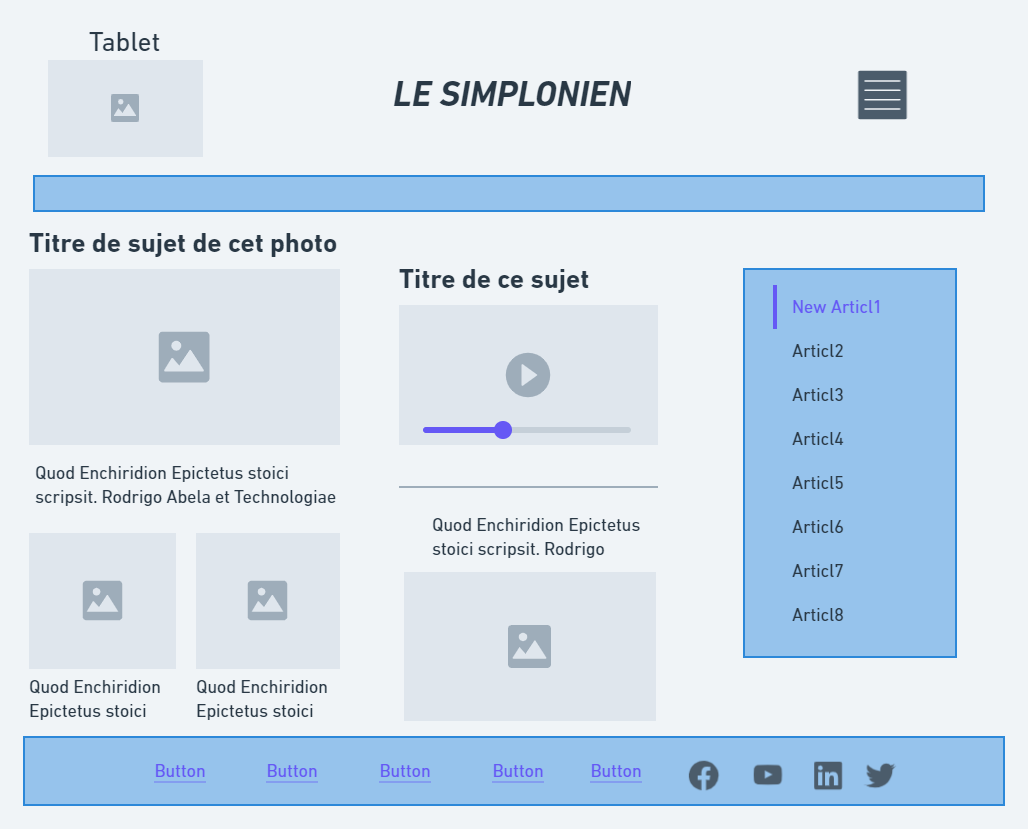 Tablet
LE SIMPLONIEN
Titre de sujet de cet photo
Quod Enchiridion Epictetus stoici
scripsit. Rodrigo Abela et Technologiae
Quod Enchiridion
Epictetus stoici
Quod Enchiridion
Epictetus stoici
Titre de ce sujet
Quod Enchiridion Epictetus
stoici scripsit. Rodrigo
New Articl1
Articl2
Articl3
Articl4
Articl5
Articl6
Articl7
Articl8
Button Button Button Button Button